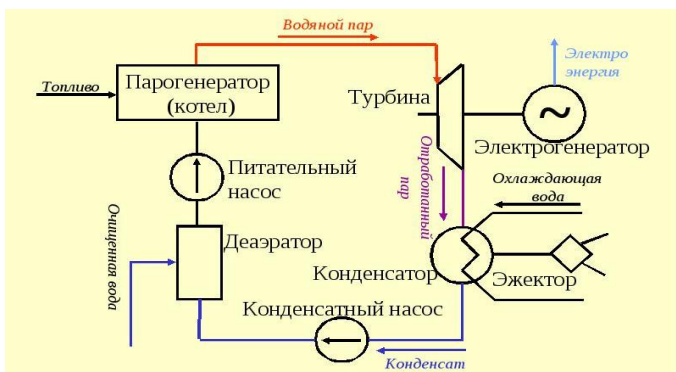 Водяной пар
Электро
энергия
Топливо
Парогенератор
(котел)
Турбина
~
Электрогенератор
Питательный
насос
Отработанный
пар
Охлаждающая
вода
Очищенная вода
Деаэратор
Конденсатор
Эжектор
Конденсатный насос
Конденсат